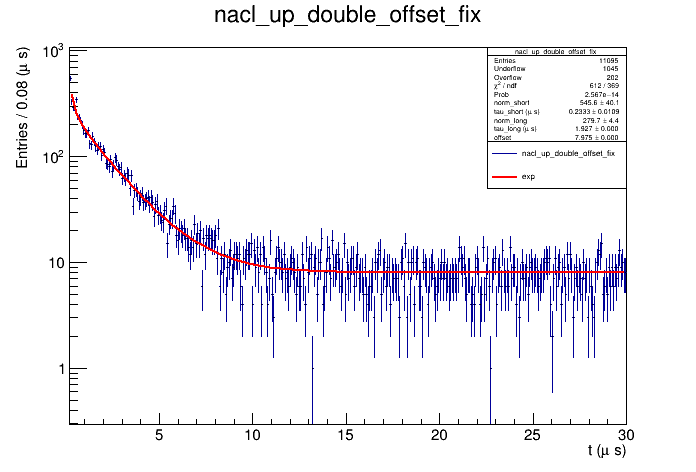 nacl_up_double_offset_fix
Entries / 0.08 (μ s)
10³
10²
10
1
nacl_up_double_offset_fix
Entries 11095
Underflow 1045
Overflow 202
χ² / ndf 612 / 369
Prob 2.567e−14
norm_short 545.6 ± 40.1
tau_short (μ s) 0.2333 ± 0.0109
norm_long 279.7 ± 4.4
tau_long (μ s) 1.927 ± 0.000
offset 7.975 ± 0.000
nacl_up_double_offset_fix
exp
5 10 15 20 25 30
t (μ s)